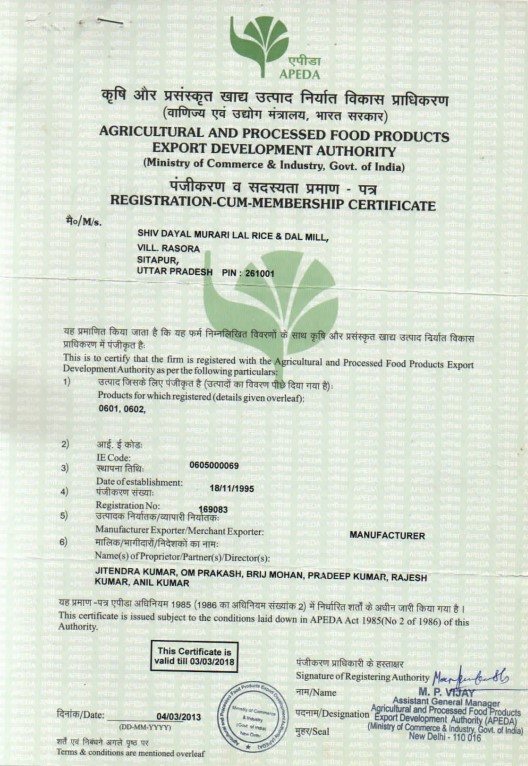 एपीडा
APEDA
कृषि और प्रसंस्कृत खाद्य उत्पाद निर्यात विकास प्राधिकरण
(वाणिज्य एवं उद्योग मंत्रालय, भारत सरकार)
AGRICULTURAL AND PROCESSED FOOD PRODUCTS
EXPORT DEVELOPMENT AUTHORITY
(Ministry of Commerce & Industry, Govt. of India)
पंजीकरण व सदस्यता प्रमाण - पत्र
REGISTRATION-CUM-MEMBERSHIP CERTIFICATE
मै०/M/s.
SHIV DAYAL MURARI LAL RICE & DAL MILL,
VILL. RASORA
SITAPUR,
UTTAR PRADESH PIN : 261001
यह प्रमाणित किया जाता है कि यह फर्म निम्नलिखित विवरणों के साथ कृषि और प्रसंस्कृत खाद्य उत्पाद निर्यात विकास
प्राधिकरण में पंजीकृत है:
This is to certify that the firm is registered with the Agricultural and Processed Food Products Export
Development Authority as per the following particulars:
1) उत्पाद जिसके लिए पंजीकृत है (उत्पादों का विवरण पीछे दिया गया है):
Products for which registered (details given overleaf):
0601, 0602,
2) आई. ई कोडः
IE Code:
0605000069
3) स्थापना तिथिः
Date of establishment:
18/11/1995
4) पंजीकरण संख्याः
Registration No:
169083
5) उत्पादक निर्यातक/व्यापारी निर्यातकः
Manufacturer Exporter/Merchant Exporter:
MANUFACTURER
6) मालिक/भागीदारों/निदेशकों का नामः
Name(s) of Proprietor/Partner(s)/Director(s):
JITENDRA KUMAR, OM PRAKASH, BRIJ MOHAN, PRADEEP KUMAR, RAJESH
KUMAR, ANIL KUMAR
यह प्रमाण -पत्र एपीडा अधिनियम 1985 (1986 का अधिनियम संख्यांक 2) में निर्धारित शर्तों के अधीन जारी किया गया है ।
This certificate is issued subject to the conditions laid down in APEDA Act 1985(No 2 of 1986) of this
Authority.
This Certificate is
valid till 03/03/2018
पंजीकरण प्राधिकारी के हस्ताक्षर
Signature of Registering Authority
नाम/Name
M. P. VIJAY
Assistant General Manager
पदनाम/Designation
Agricultural and Processed Food Products
Export Development Authority (APEDA)
मुहर/Seal
(Ministry of Commerce & Industry, Govt. of India)
New Delhi - 110 016
दिनांक/Date: 04/03/2013
(DD-MM-YYYY)
Ministry of Commerce
& Industry
(Govt of India)
New Delhi
शर्तें एवं निबंधने अगले पृष्ठ पर
Terms & conditions are mentioned overleaf